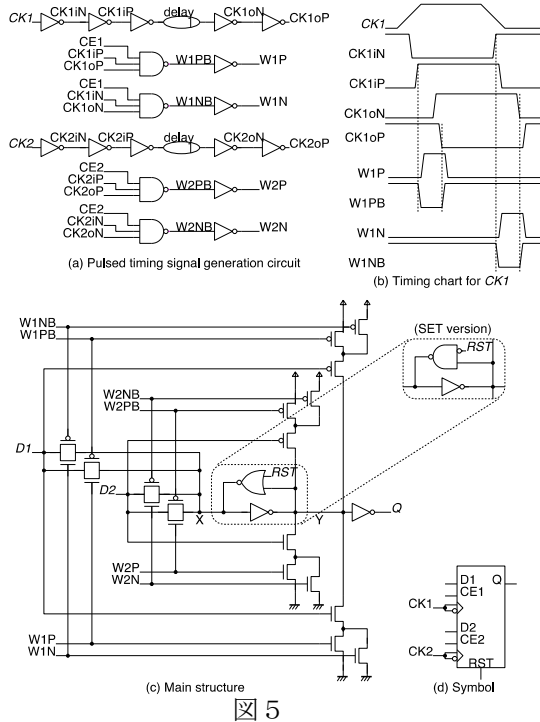 CK1 CK1iN CK1iP delay CK1oN CK1oP
CE1
CK1iP
CK1oP
W1PB W1P
CE1
CK1iN
CK1oN
W1NB W1N
CK2 CK2iN CK2iP delay CK2oN CK2oP
CE2
CK2iP
CK2oP
W2PB W2P
CE2
CK2iN
CK2oN
W2NB W2N
(a) Pulsed timing signal generation circuit
CK1
CK1iN
CK1iP
CK1oN
CK1oP
W1P
W1PB
W1N
W1NB
(b) Timing chart for CK1
W1NB
W1PB
(SET version)
RST
W2NB
W2PB
D1
RST
D2
X
Y
Q
W2P
W2N
W1P
W1N
(c) Main structure
D1 Q
CE1
CK1
D2
CE2
CK2
RST
(d) Symbol
図 5